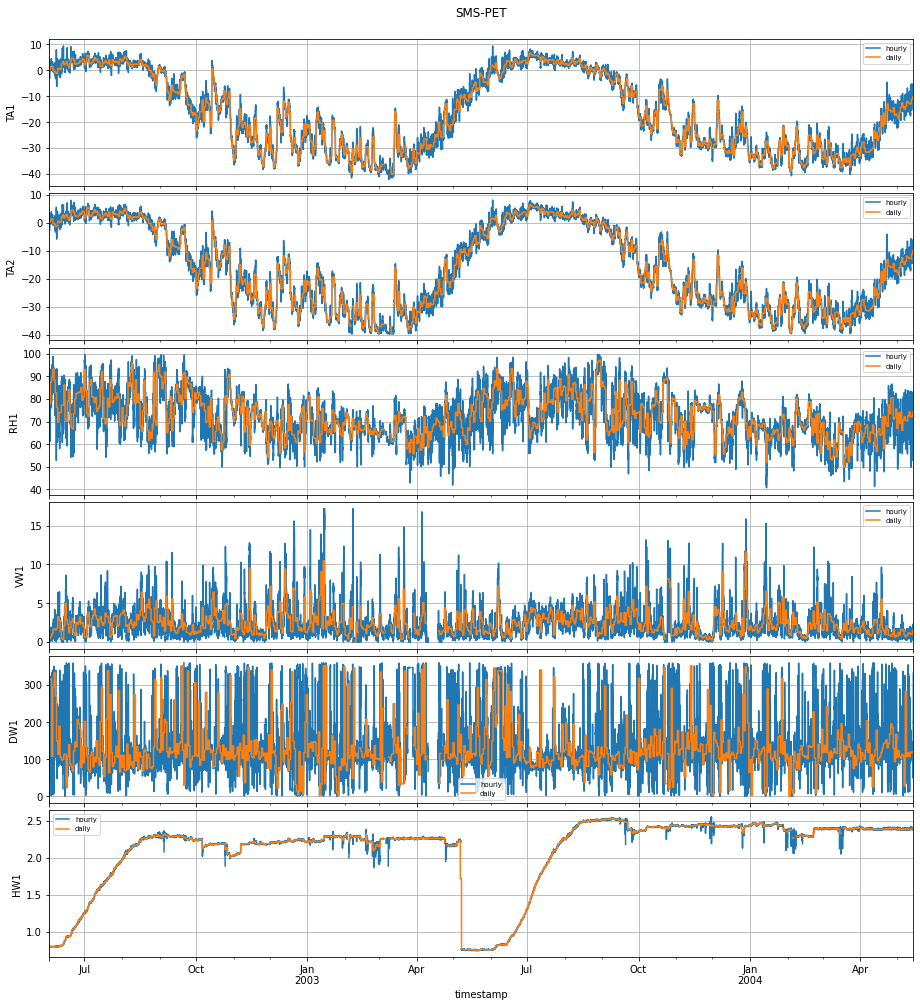 SMS-PET
TA1
10
0
−10
−20
−30
−40
hourly
daily
TA2
10
0
−10
−20
−30
−40
hourly
daily
RH1
100
90
80
70
60
50
40
hourly
daily
VW1
15
10
5
0
hourly
daily
DW1
300
200
100
0
hourly
daily
HW1
2.5
2.0
1.5
1.0
hourly
daily
Jul
Oct
Jan
2003
Apr
Jul
Oct
Jan
2004
Apr
timestamp